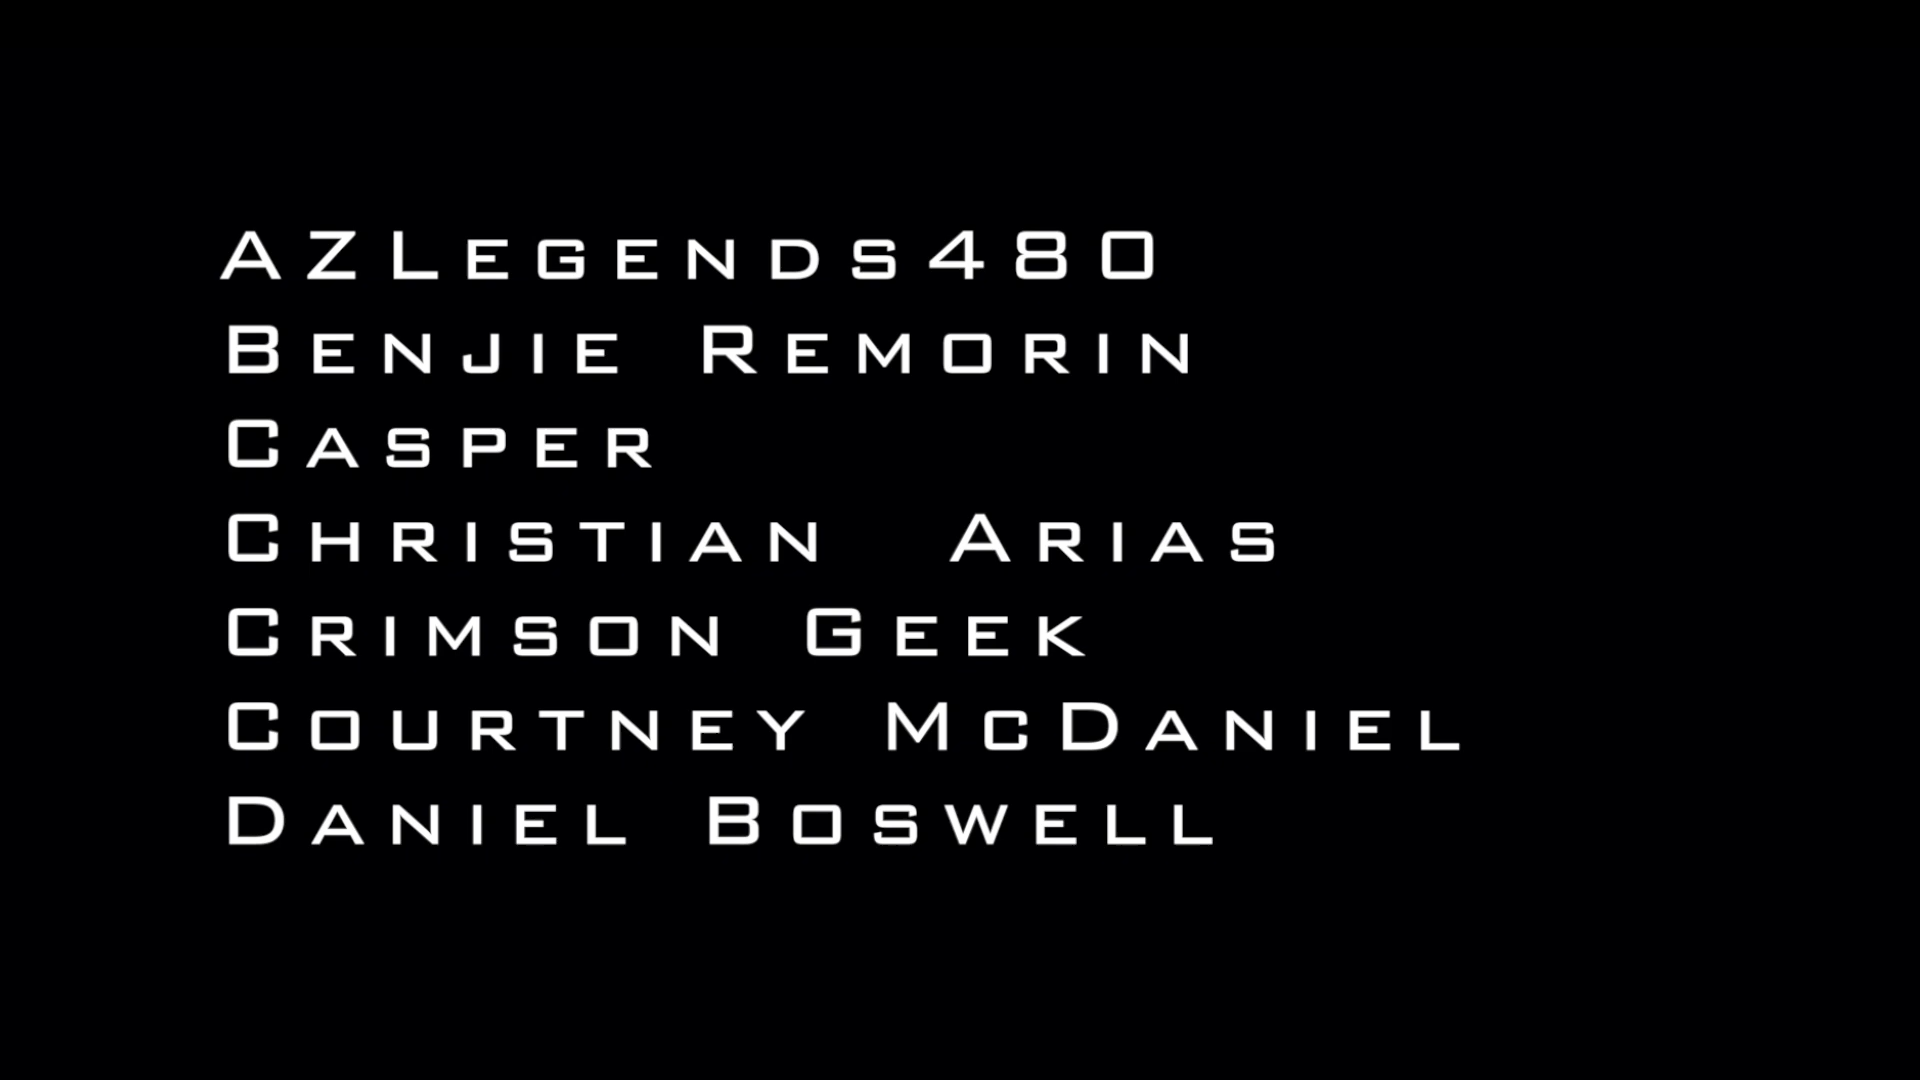 AZLegends480
Benjie Remorin
Casper
Christian  Arias
Crimson Geek
Courtney McDaniel
Daniel Boswell